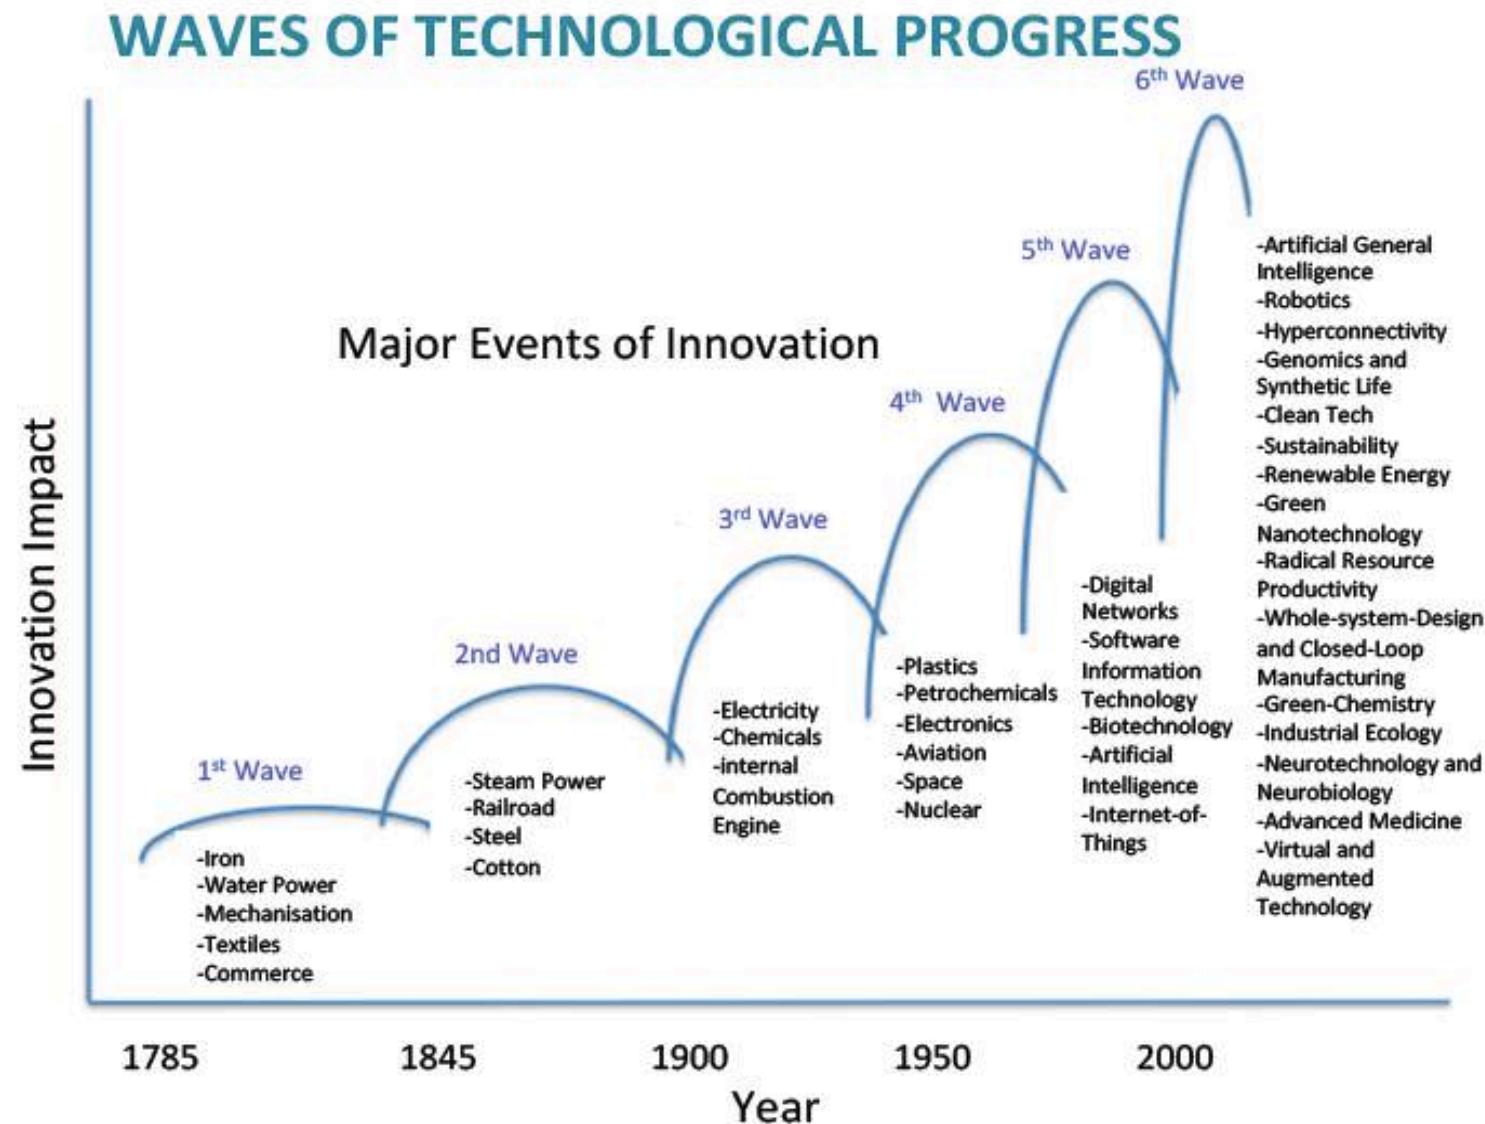 WAVES OF TECHNOLOGICAL PROGRESS
6th Wave
5th Wave
4th Wave
3rd Wave
2nd Wave
1st Wave
Major Events of Innovation
Innovation Impact
-Iron
-Water Power
-Mechanisation
-Textiles
-Commerce
-Steam Power
-Railroad
-Steel
-Cotton
-Electricity
-Chemicals
-internal
Combustion
Engine
-Plastics
-Petrochemicals
-Electronics
-Aviation
-Space
-Nuclear
-Digital
Networks
-Software
Information
Technology
-Biotechnology
-Artificial
Intelligence
-Internet-of-
Things
-Artificial General
Intelligence
-Robotics
-Hyperconnectivity
-Genomics and
Synthetic Life
-Clean Tech
-Sustainability
-Renewable Energy
-Green
Nanotechnology
-Radical Resource
Productivity
-Whole-system-Design
and Closed-Loop
Manufacturing
-Green-Chemistry
-Industrial Ecology
-Neurotechnology and
Neurobiology
-Advanced Medicine
-Virtual and
Augmented
Technology
1785 1845 1900 1950 2000
Year